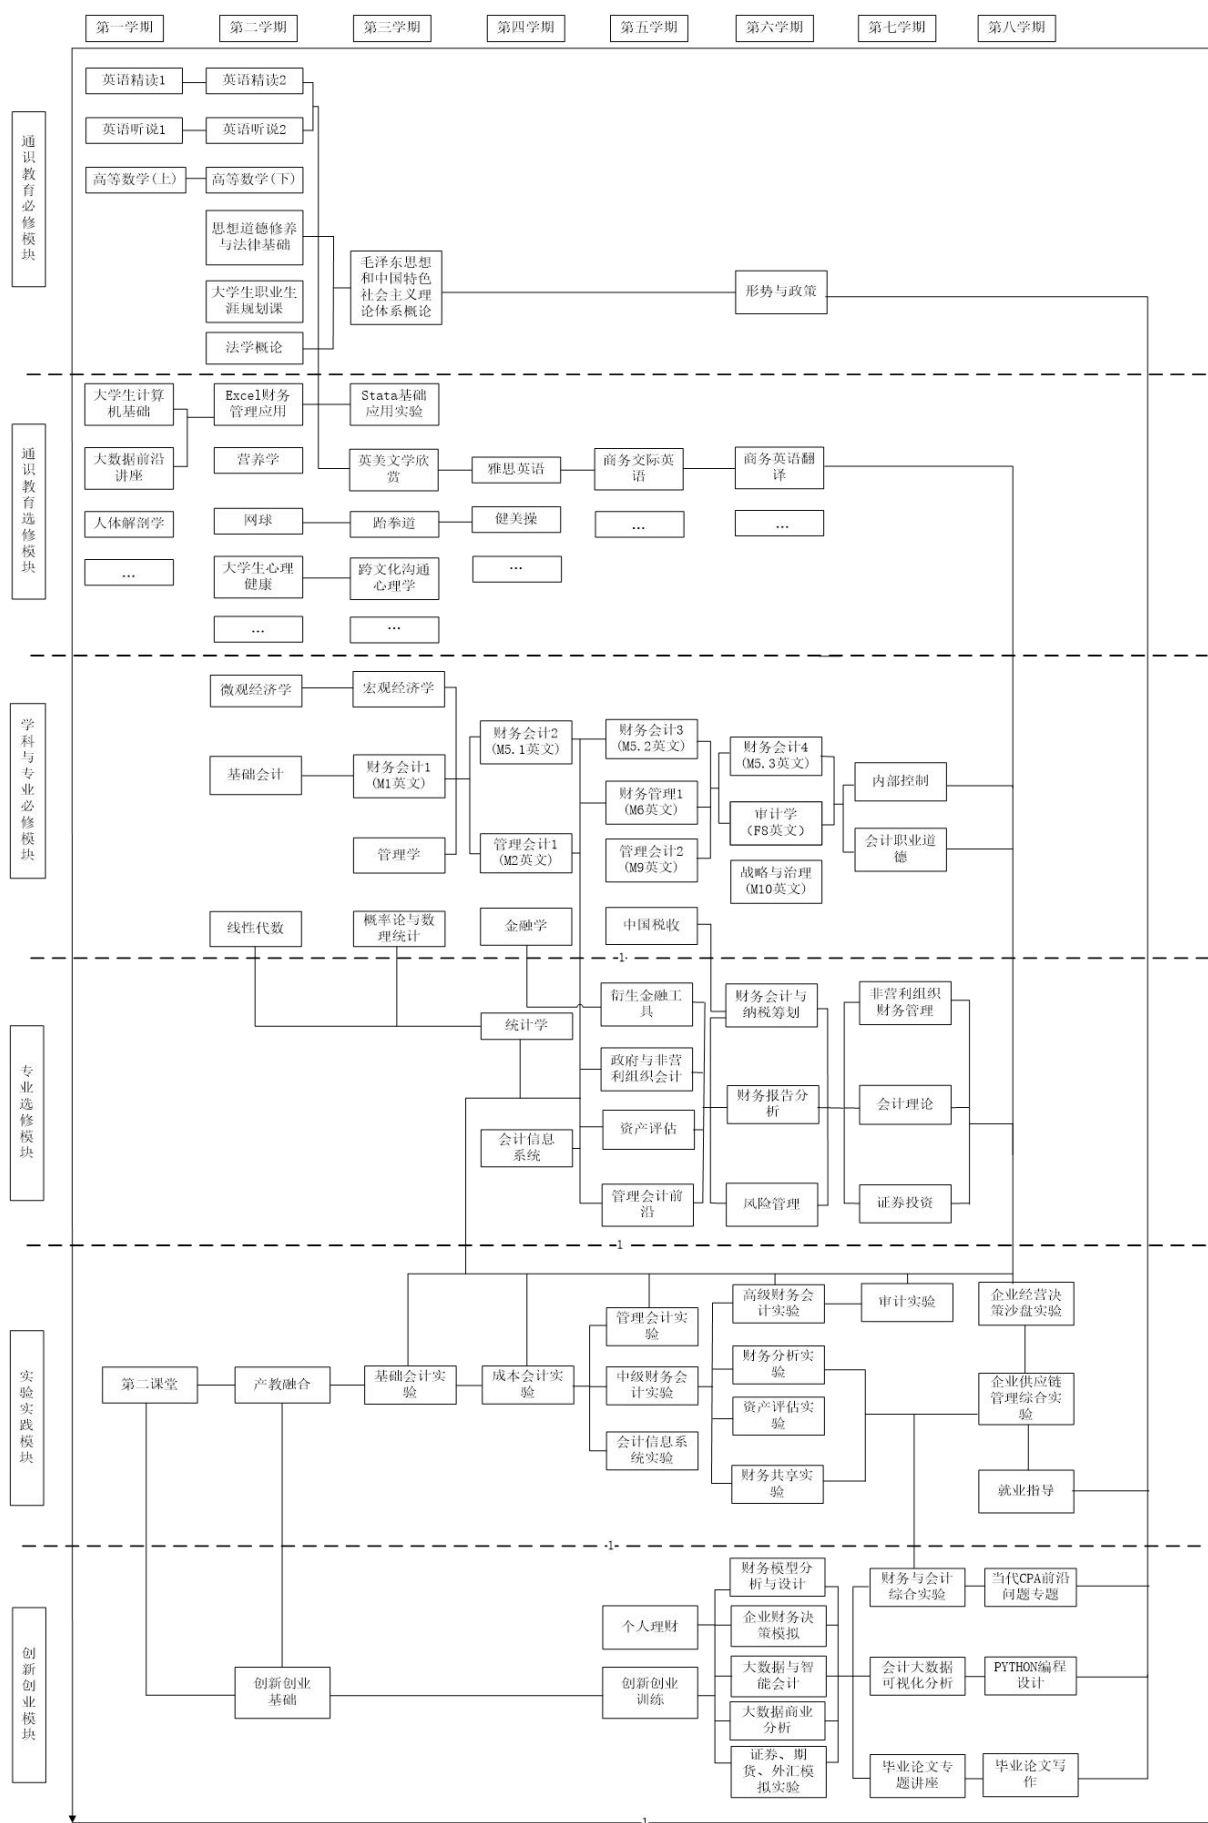 第一学期
第二学期
第三学期
第四学期
第五学期
第六学期
第七学期
第八学期
通识教育必修模块
英语精读1
英语精读2
英语听说1
英语听说2
高等数学(上)
高等数学(下)
思想道德修养
与法律基础
大学生职业生
涯规划课
法学概论
毛泽东思想
和中国特色
社会主义理
论体系概论
形势与政策
通识教育选修模块
大学生计算
机基础
Excel财务
管理应用
Stata基础
应用实验
大数据前沿
讲座
营养学
英美文学欣
赏
雅思英语
商务交际英
语
商务英语翻
译
人体解剖学
网球
跆拳道
健美操
...
...
...
大学生心理
健康
跨文化沟通
心理学
...
...
...
学科与专业必修模块
微观经济学
宏观经济学
基础会计
财务会计1
(M1英文)
管理学
财务会计2
(M5.1英文)
管理会计1
(M2英文)
财务会计3
(M5.2英文)
财务管理1
(M6英文)
管理会计2
(M9英文)
财务会计4
(M5.3英文)
审计学
(F8英文)
战略与治理
(M10英文)
内部控制
会计职业道
德
线性代数
概率论与数
理统计
金融学
中国税收
-1-
专业选修模块
统计学
会计信息
系统
衍生金融工
具
政府与非营
利组织会计
资产评估
管理会计前
沿
财务会计与
纳税筹划
财务报告分
析
风险管理
非营利组织
财务管理
会计理论
证券投资
-1
实验实践模块
第二课堂
产教融合
基础会计实
验
成本会计实
验
管理会计实
验
中级财务会
计实验
会计信息系
统实验
高级财务会
计实验
财务分析实
验
资产评估实
验
财务共享实
验
审计实验
企业经营决
策沙盘实验
企业供应链
管理综合实
验
就业指导
-1-
创新创业模块
创新创业
基础
个人理财
创新创业
训练
财务模型分
析与设计
企业财务决
策模拟
大数据与智
能会计
大数据商业
分析
证券、期
货、外汇模
拟实验
财务与会计
综合实验
会计大数据
可视化分析
毕业论文专
题讲座
当代CPA前沿
问题专题
PYTHON编程
设计
毕业论文写
作
1